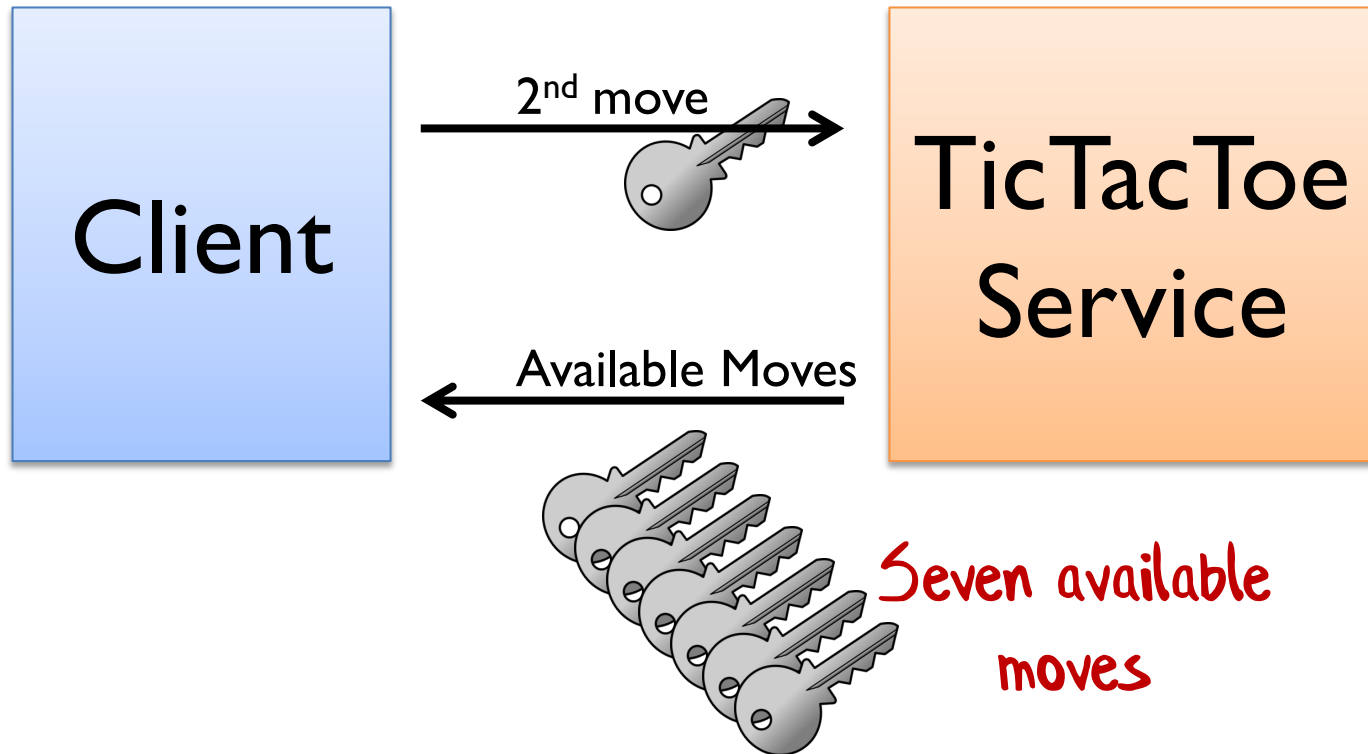 Client
2nd move
TicTacToe
Service
Available Moves
Seven available
moves